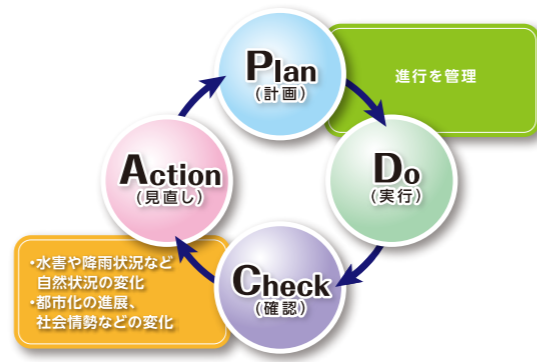 Plan
(計画)
進行を管理
Do
(実行)
Check
(確認)
Action
(見直し)
・水害や降雨状況など
自然状況の変化
・都市化の進展、
社会情勢などの変化